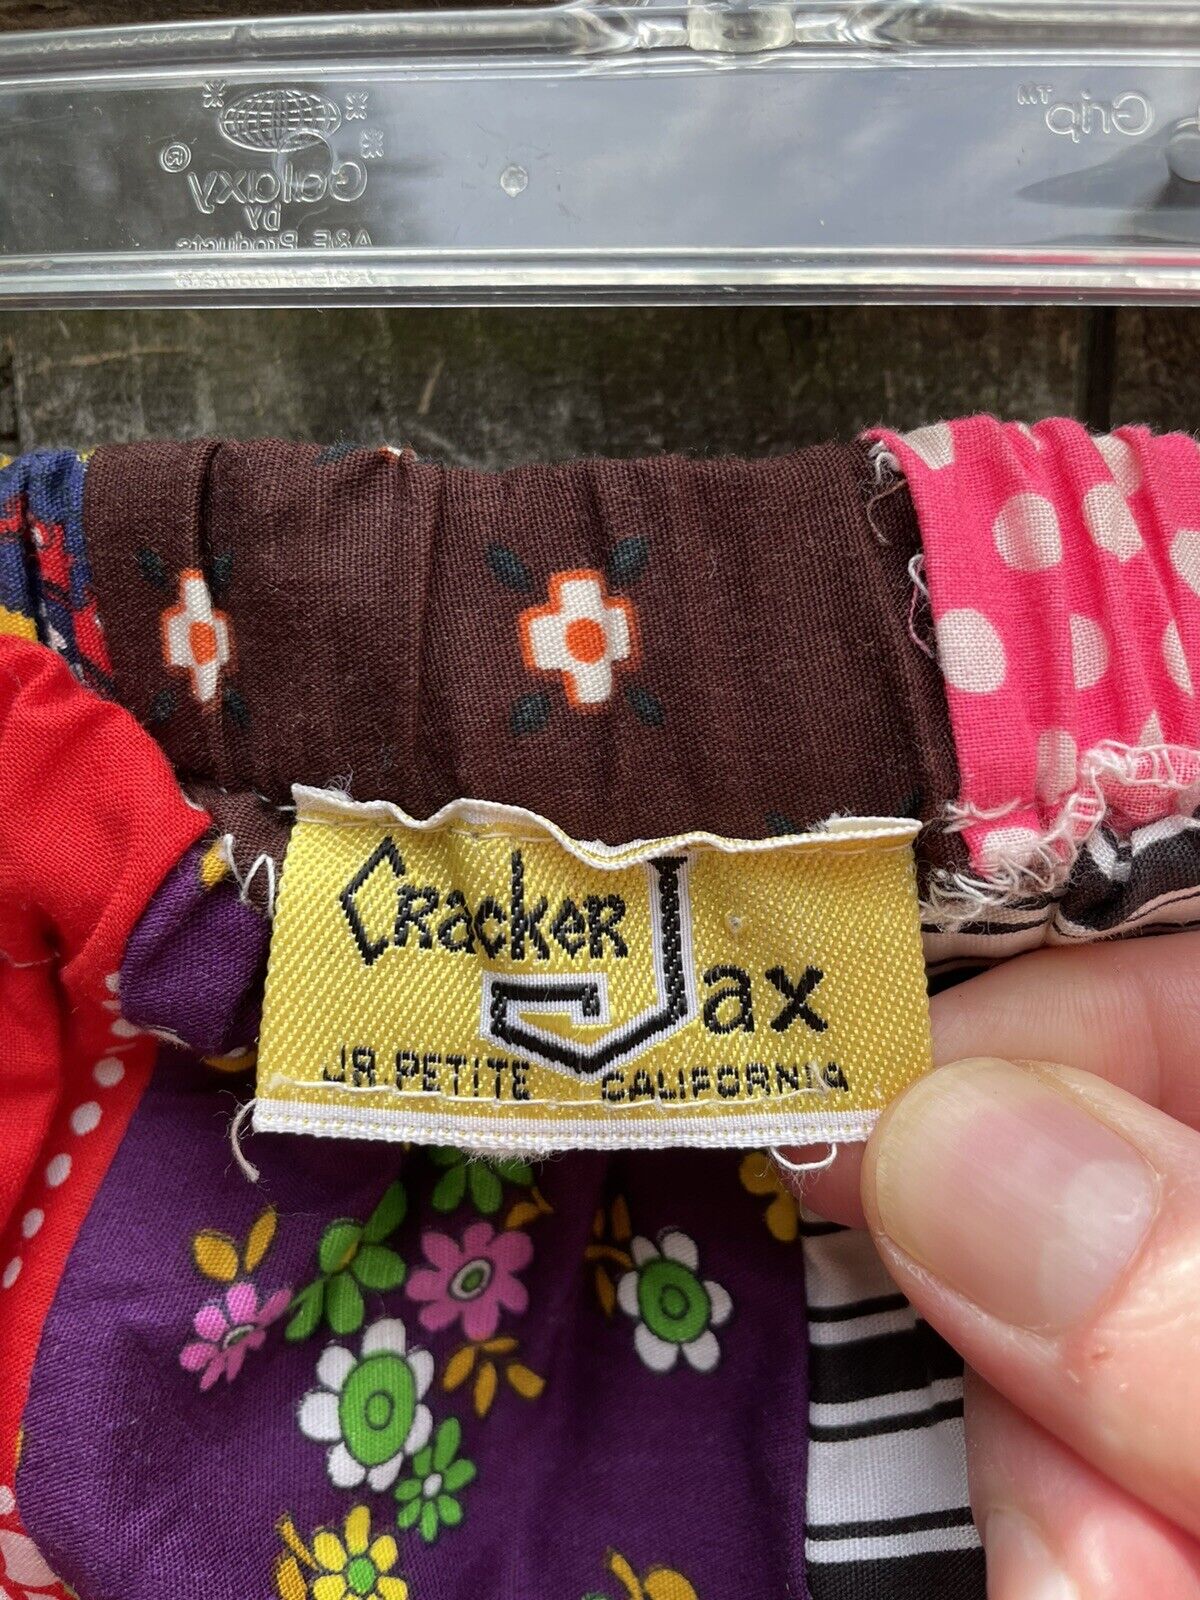 Galaxy®
BY
A&E Products
Grip™
Cracker
Jax
JR PETITE CALIFORNIA